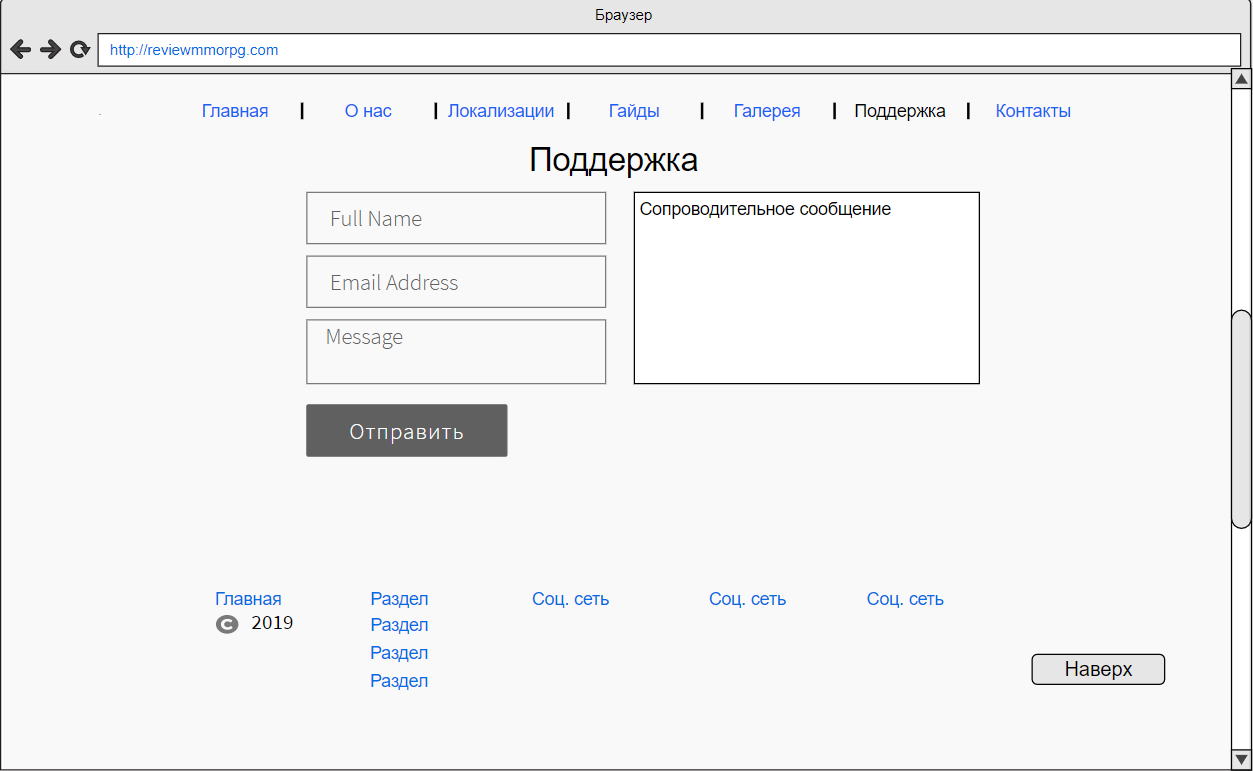 Браузер
http://reviewmmorpg.com
Главная | О нас | Локализации | Гайды | Галерея | Поддержка | Контакты
Поддержка
Full Name
Email Address
Message
Сопроводительное сообщение
Отправить
Главная Раздел Соц. сеть Соц. сеть Соц. сеть
© 2019 Раздел
Раздел
Раздел
Наверх